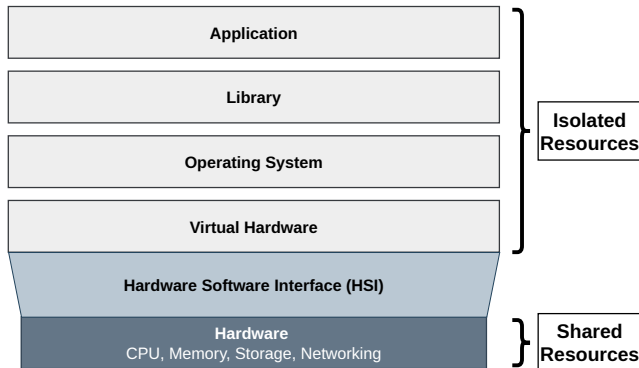 Application
Library
Isolated
Resources
Operating System
Virtual Hardware
Hardware Software Interface (HSI)
Hardware
CPU, Memory, Storage, Networking
Shared
Resources